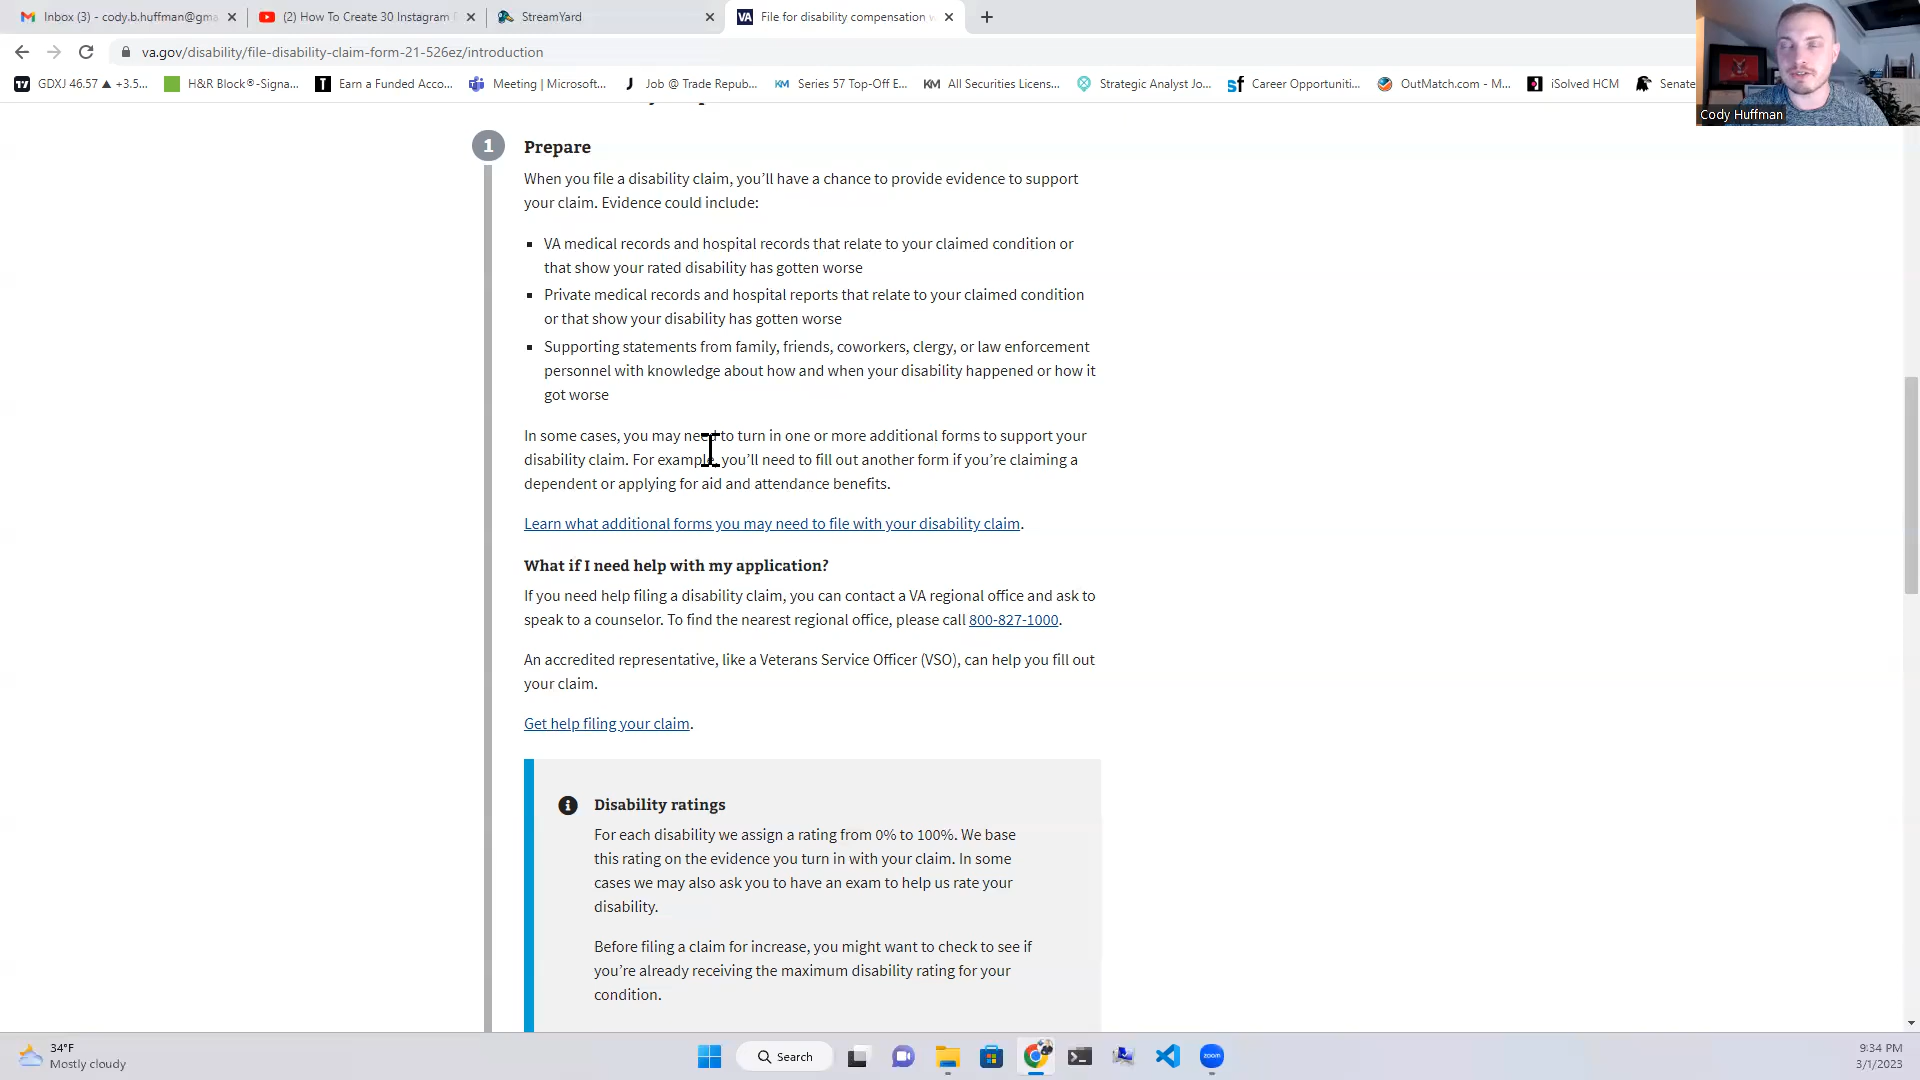 Inbox (3) - cody.b.huffman@gma
(2) How To Create 30 Instagram
StreamYard
VA
File for disability compensation
va.gov/disability/file-disability-claim-form-21-526ez/introduction
GDXJ 46.57 ▲ +3.5...
H&R Block®-Signa...
Earn a Funded Acco...
Meeting | Microsoft...
Job @ Trade Repub...
KM Series 57 Top-Off E...
KM All Securities Licens...
Strategic Analyst Jo...
sf Career Opportuniti...
OutMatch.com - M...
iSolved HCM
Senate
Cody Huffman
1
Prepare
When you file a disability claim, you’ll have a chance to provide evidence to support
your claim. Evidence could include:
VA medical records and hospital records that relate to your claimed condition or
that show your rated disability has gotten worse
Private medical records and hospital reports that relate to your claimed condition
or that show your disability has gotten worse
Supporting statements from family, friends, coworkers, clergy, or law enforcement
personnel with knowledge about how and when your disability happened or how it
got worse
In some cases, you may need to turn in one or more additional forms to support your
disability claim. For example, you’ll need to fill out another form if you’re claiming a
dependent or applying for aid and attendance benefits.
Learn what additional forms you may need to file with your disability claim.
What if I need help with my application?
If you need help filing a disability claim, you can contact a VA regional office and ask to
speak to a counselor. To find the nearest regional office, please call 800-827-1000.
An accredited representative, like a Veterans Service Officer (VSO), can help you fill out
your claim.
Get help filing your claim.
Disability ratings
For each disability we assign a rating from 0% to 100%. We base
this rating on the evidence you turn in with your claim. In some
cases we may also ask you to have an exam to help us rate your
disability.
Before filing a claim for increase, you might want to check to see if
you’re already receiving the maximum disability rating for your
condition.
34°F
Mostly cloudy
Search
zoom
9:34 PM
3/1/2023